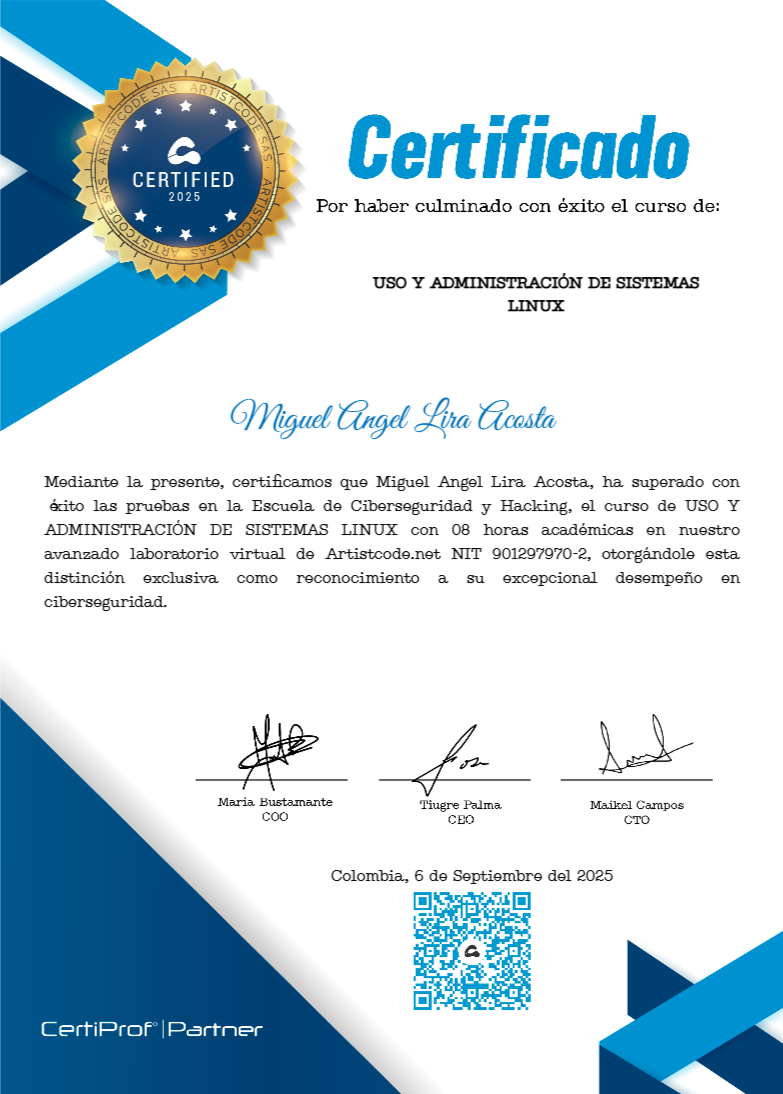 ARTISTCODE SAS · ARTISTCODE SAS · ARTISTCODE SAS · ARTISTCODE SAS · ARTISTCODE SAS
CERTIFIED
2025
Certificado
Por haber culminado con éxito el curso de:
USO Y ADMINISTRACIÓN DE SISTEMAS
LINUX
Miguel Angel Lira Acosta
Mediante la presente, certificamos que Miguel Angel Lira Acosta, ha superado con
éxito las pruebas en la Escuela de Ciberseguridad y Hacking, el curso de USO Y
ADMINISTRACIÓN DE SISTEMAS LINUX con 08 horas académicas en nuestro
avanzado laboratorio virtual de Artistcode.net NIT 901297970-2, otorgándole esta
distinción exclusiva como reconocimiento a su excepcional desempeño en
ciberseguridad.
Maria Bustamante
COO
Tiugre Palma
CEO
Maikel Campos
CTO
Colombia, 6 de Septiembre del 2025
CertiProf® | Partner